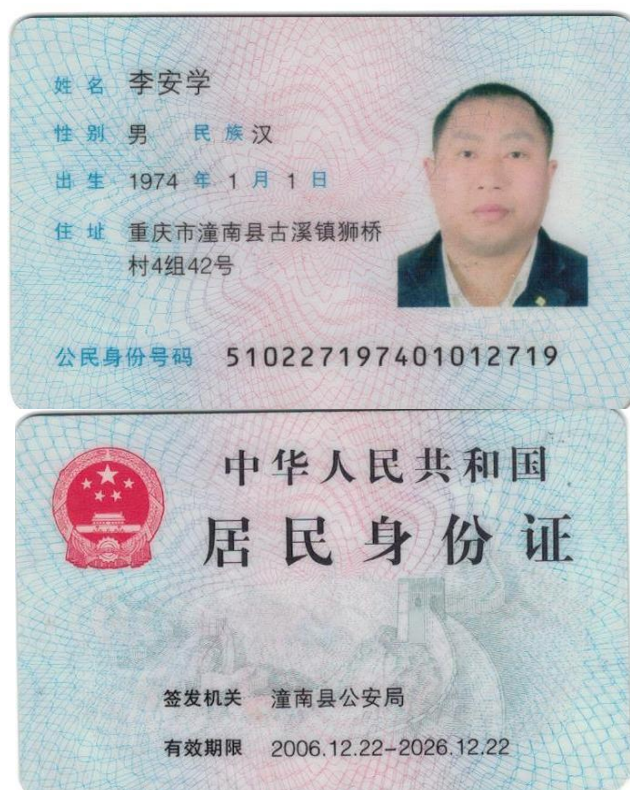 姓名 李安学
性别 男 民族 汉
出生 1974 年 1 月 1 日
住址 重庆市潼南县古溪镇狮桥
村4组42号
公民身份号码 510227197401012719
中华人民共和国
居民身份证
签发机关 潼南县公安局
有效期限 2006.12.22-2026.12.22